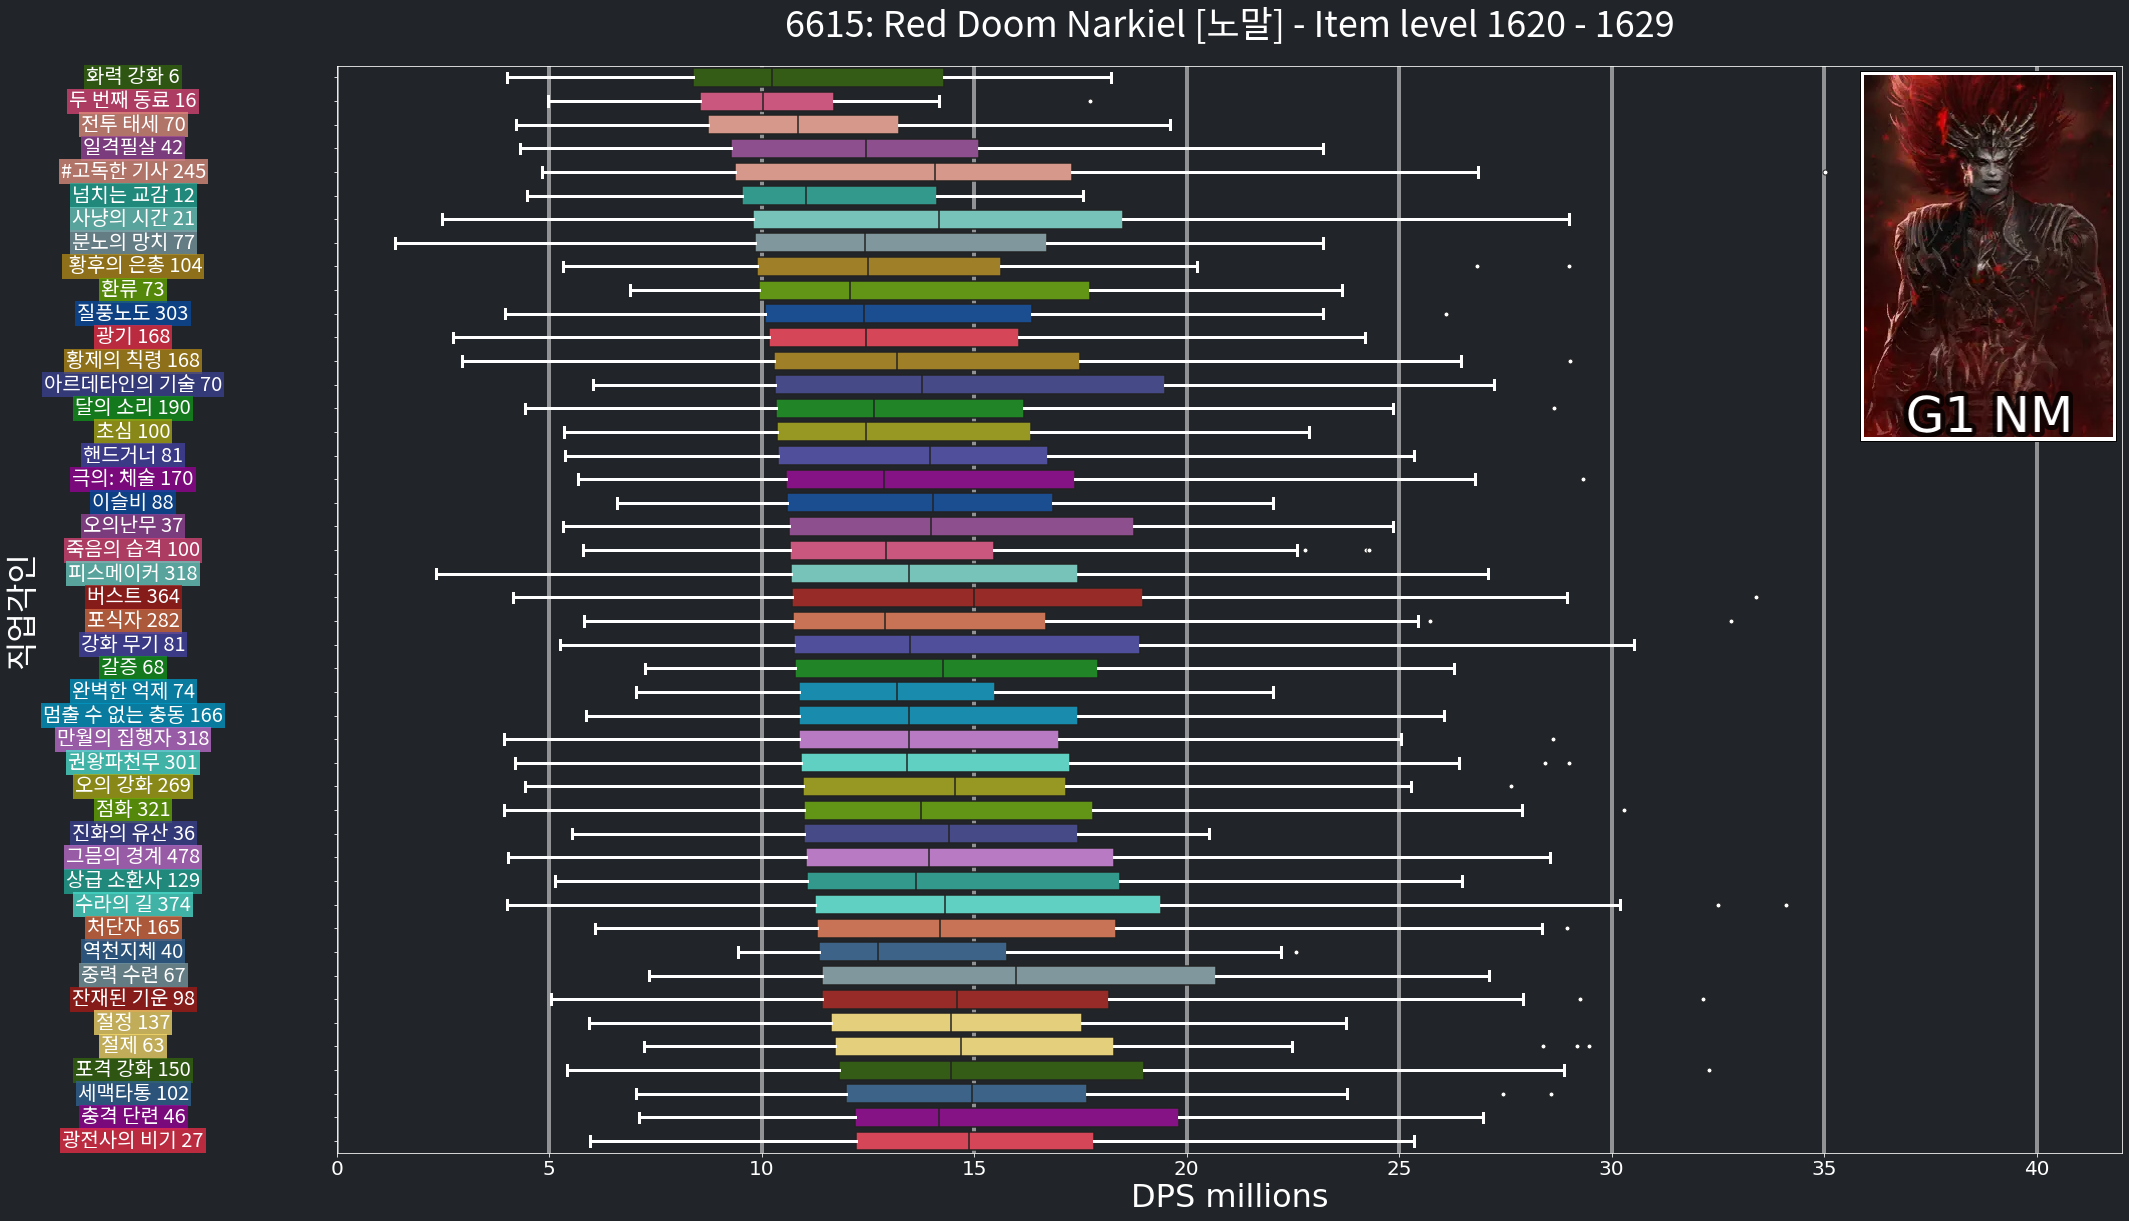 6615: Red Doom Narkiel [노말] - Item level 1620 - 1629
화력 강화 6
두 번째 동료 16
전투 태세 70
일격필살 42
#고독한 기사 245
넘치는 교감 12
사냥의 시간 21
분노의 망치 77
황후의 은총 104
환류 73
질풍노도 303
광기 168
황제의 칙령 168
아르데타인의 기술 70
달의 소리 190
초심 100
핸드거너 81
극의: 체술 170
이슬비 88
오의난무 37
죽음의 습격 100
피스메이커 318
버스트 364
포식자 282
강화 무기 81
갈증 68
완벽한 억제 74
멈출 수 없는 충동 166
만월의 집행자 318
권왕파천무 301
오의 강화 269
점화 321
진화의 유산 36
그믐의 경계 478
상급 소환사 129
수라의 길 374
처단자 165
역천지체 40
중력 수련 67
잔재된 기운 98
절정 137
절제 63
포격 강화 150
세맥타통 102
충격 단련 46
광전사의 비기 27
직업각인
G1 NM
0 5 10 15 20 25 30 35 40
DPS millions